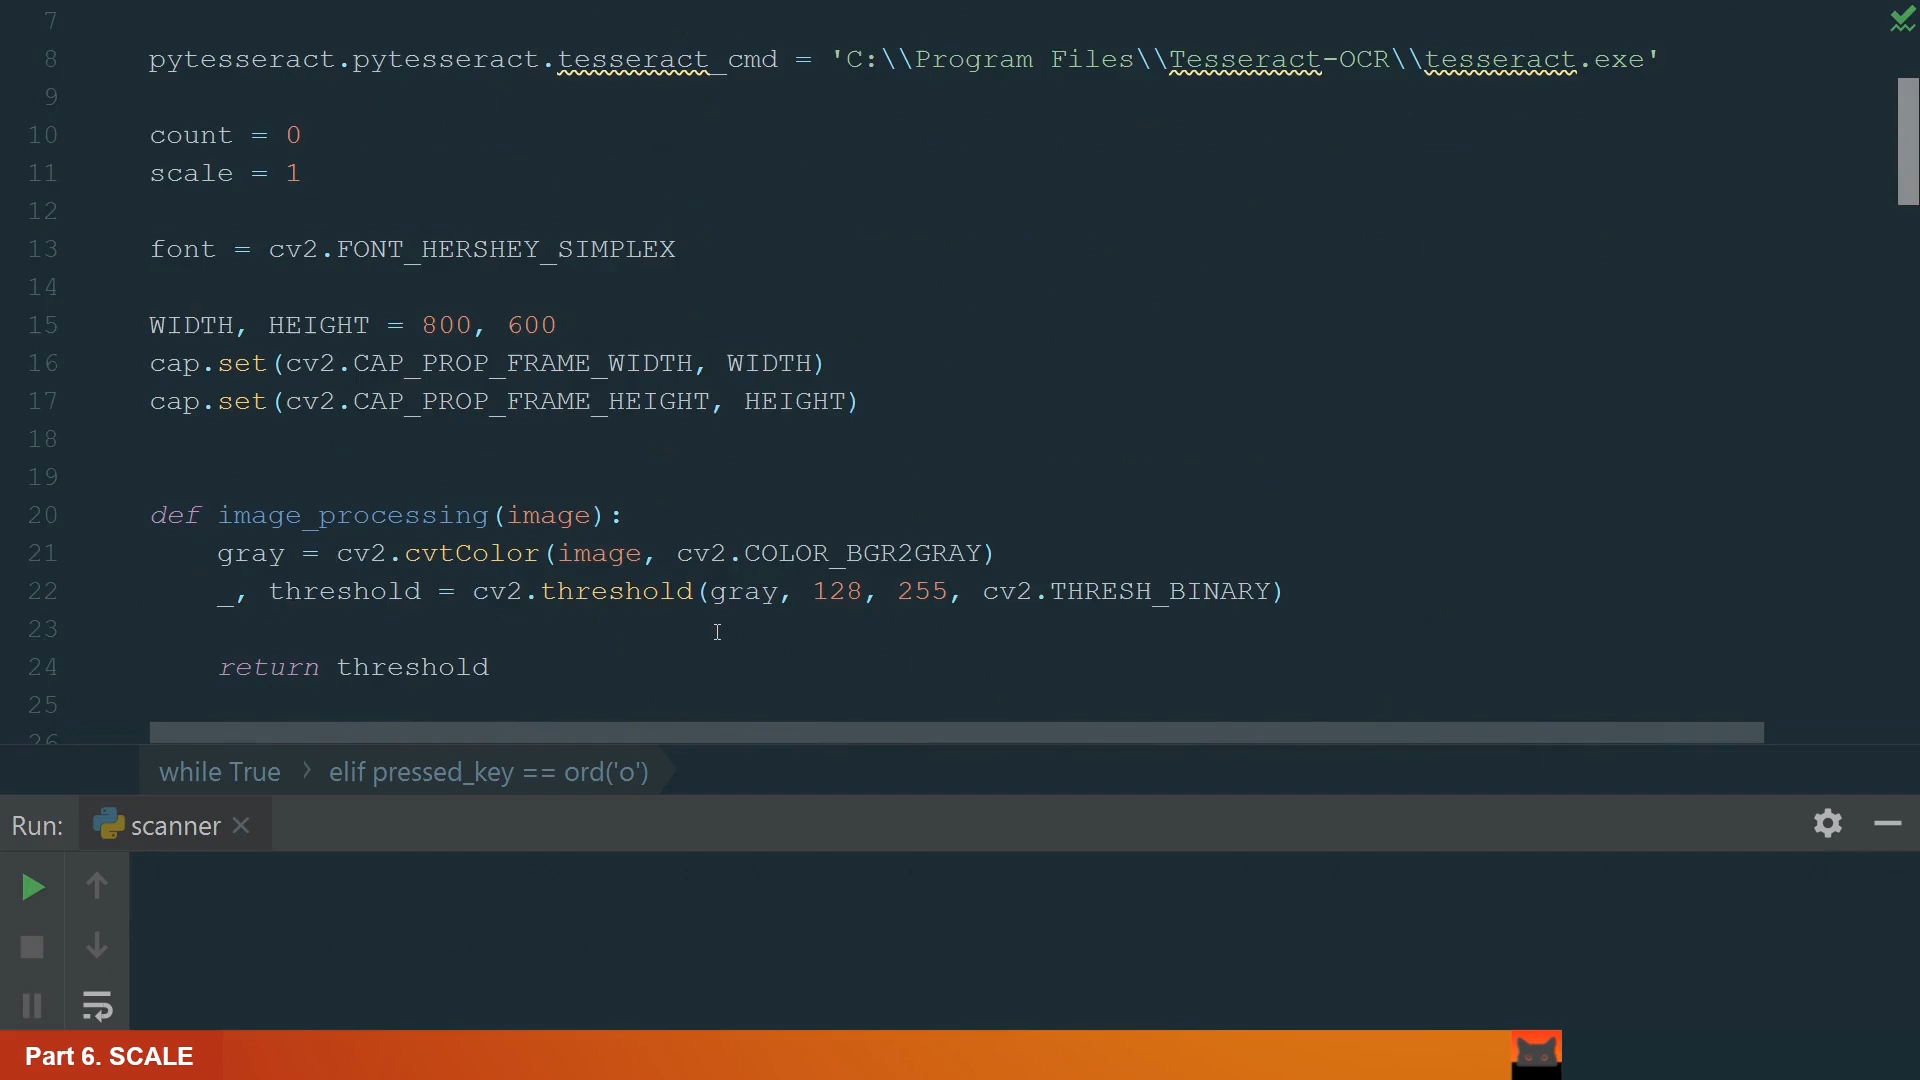 7
8 pytesseract.pytesseract.tesseract_cmd = 'C:\\Program Files\\Tesseract-OCR\\tesseract.exe'
9
10 count = 0
11 scale = 1
12
13 font = cv2.FONT_HERSHEY_SIMPLEX
14
15 WIDTH, HEIGHT = 800, 600
16 cap.set(cv2.CAP_PROP_FRAME_WIDTH, WIDTH)
17 cap.set(cv2.CAP_PROP_FRAME_HEIGHT, HEIGHT)
18
19
20 def image_processing(image):
21     gray = cv2.cvtColor(image, cv2.COLOR_BGR2GRAY)
22     _, threshold = cv2.threshold(gray, 128, 255, cv2.THRESH_BINARY)
23
24     return threshold
25
26
while True › elif pressed_key == ord('o')
Run: scanner
Part 6. SCALE